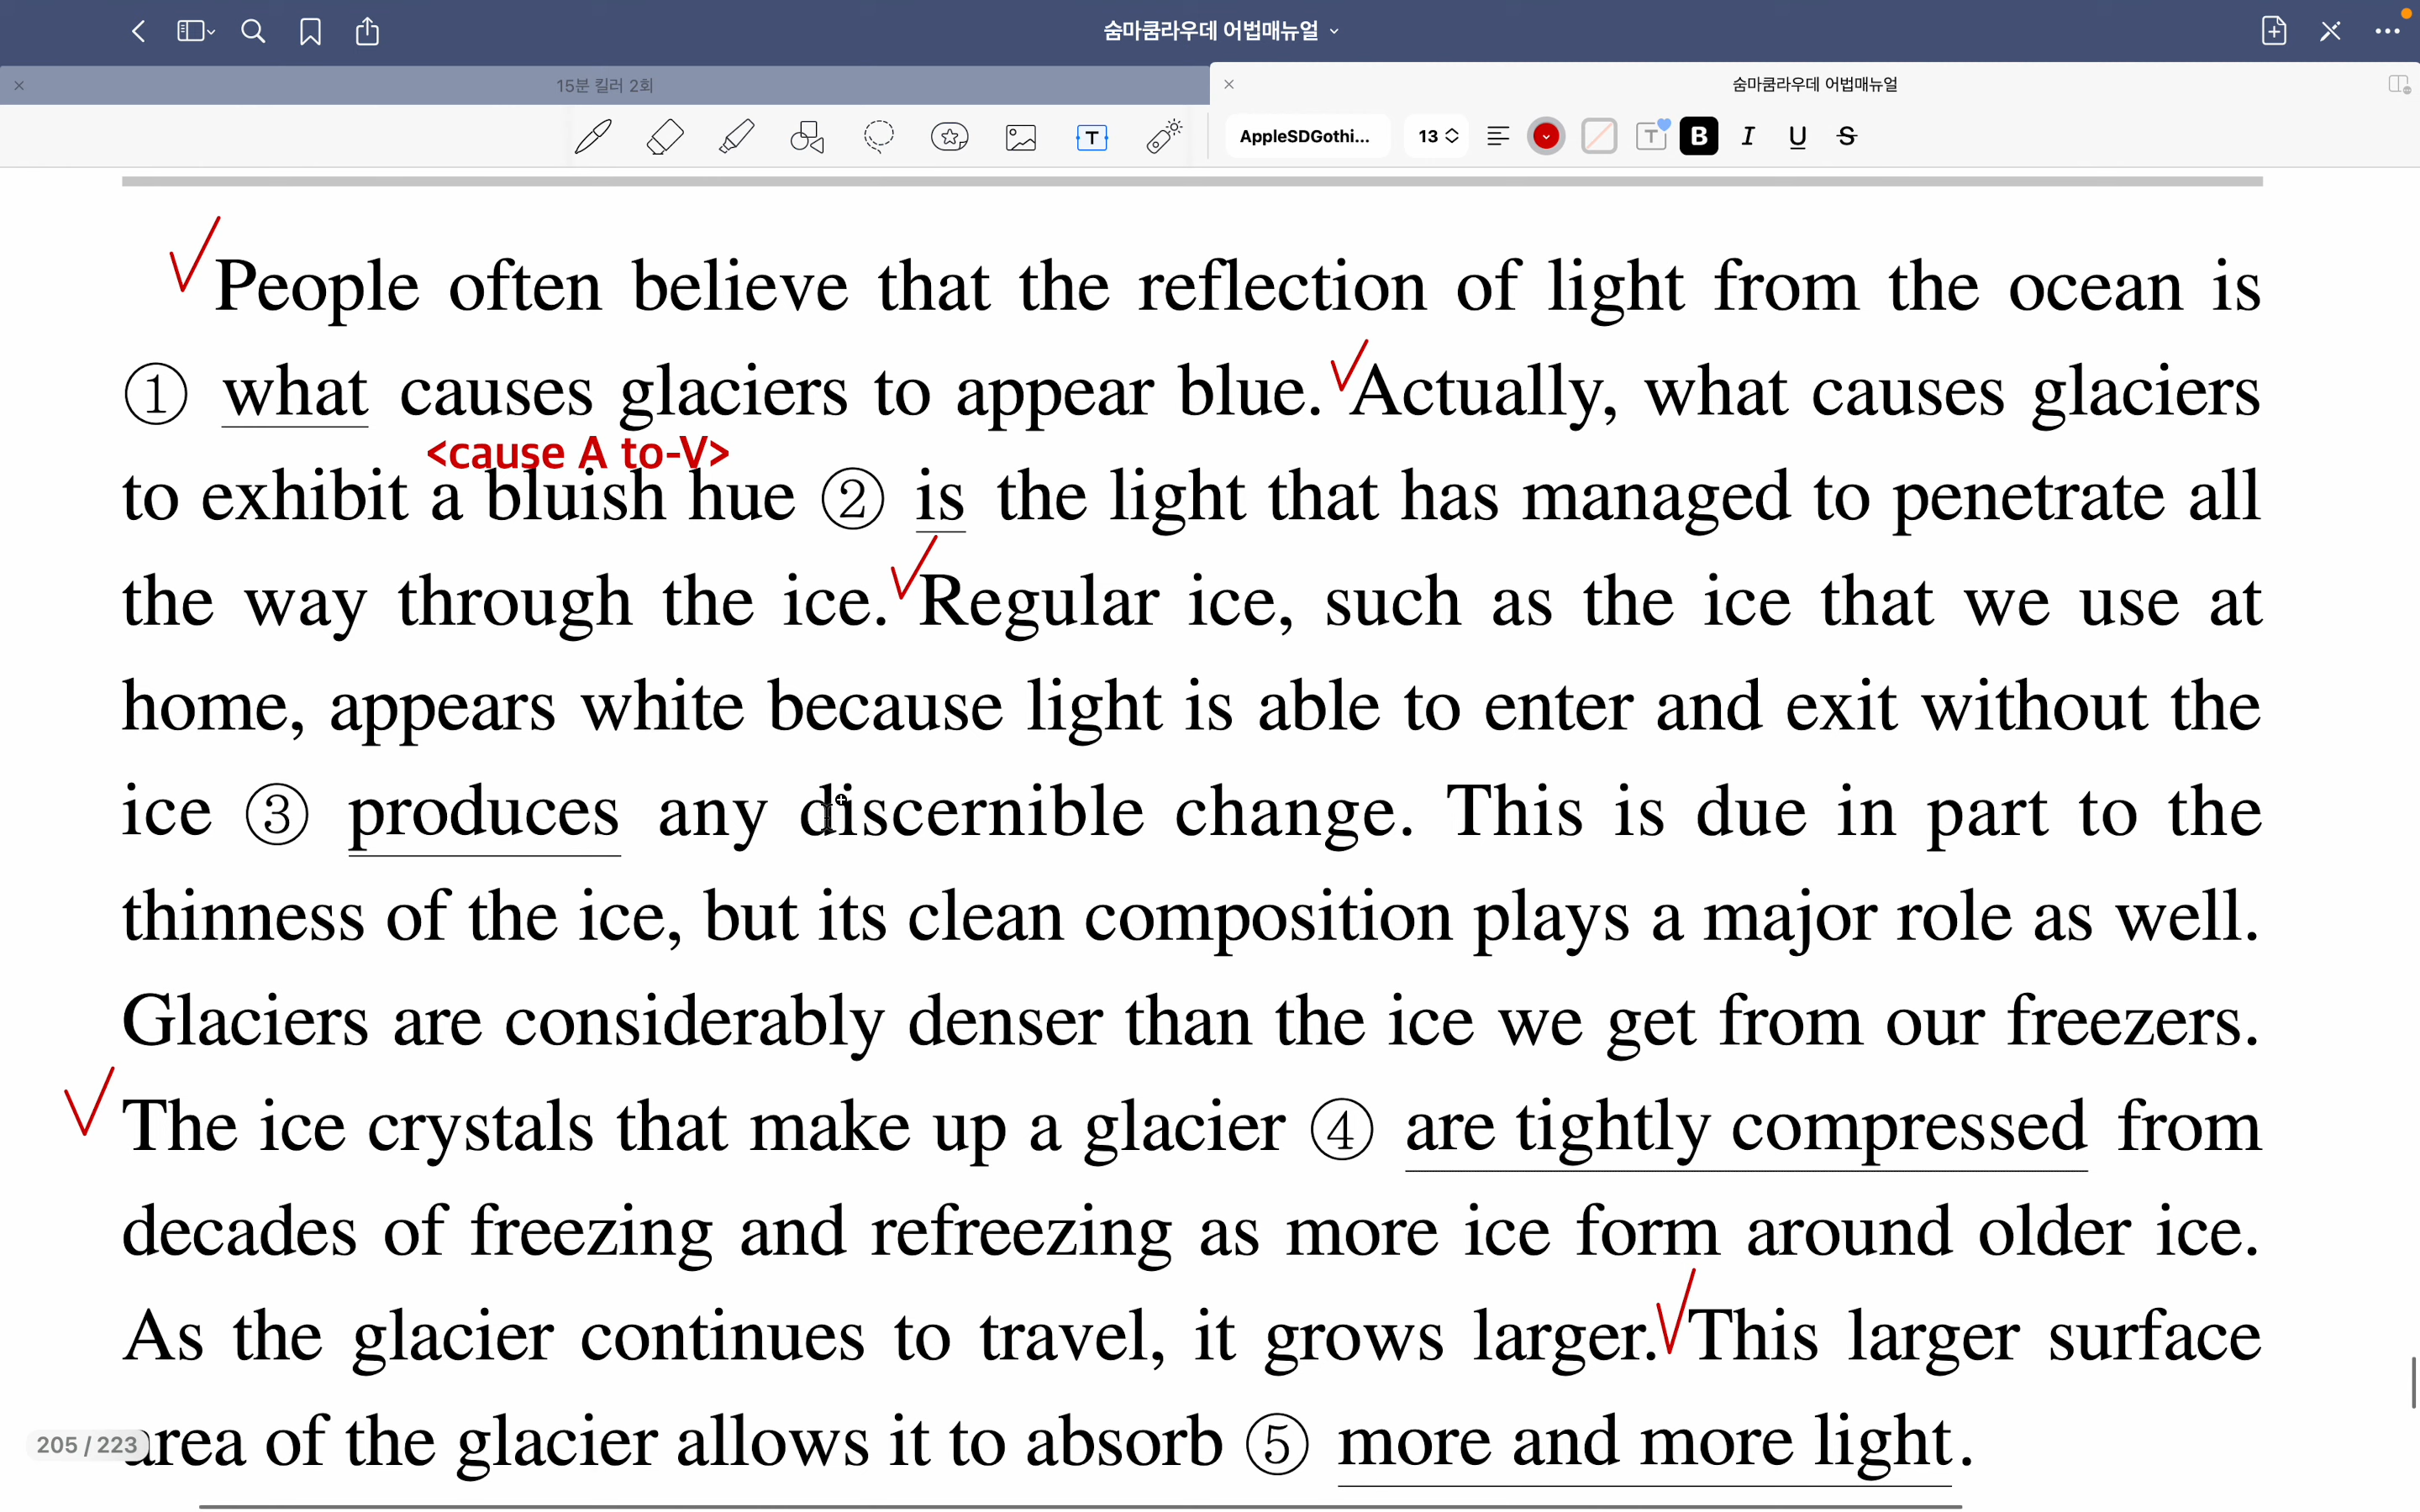 숨마쿰라우데 어법매뉴얼
15분 킬러 2회
숨마쿰라우데 어법매뉴얼
AppleSDGothi... 13 B I U S
People often believe that the reflection of light from the ocean is
① what causes glaciers to appear blue. Actually, what causes glaciers
<cause A to-V>
to exhibit a bluish hue ② is the light that has managed to penetrate all
the way through the ice. Regular ice, such as the ice that we use at
home, appears white because light is able to enter and exit without the
ice ③ produces any discernible change. This is due in part to the
thinness of the ice, but its clean composition plays a major role as well.
Glaciers are considerably denser than the ice we get from our freezers.
The ice crystals that make up a glacier ④ are tightly compressed from
decades of freezing and refreezing as more ice form around older ice.
As the glacier continues to travel, it grows larger. This larger surface
area of the glacier allows it to absorb ⑤ more and more light.
205 / 223